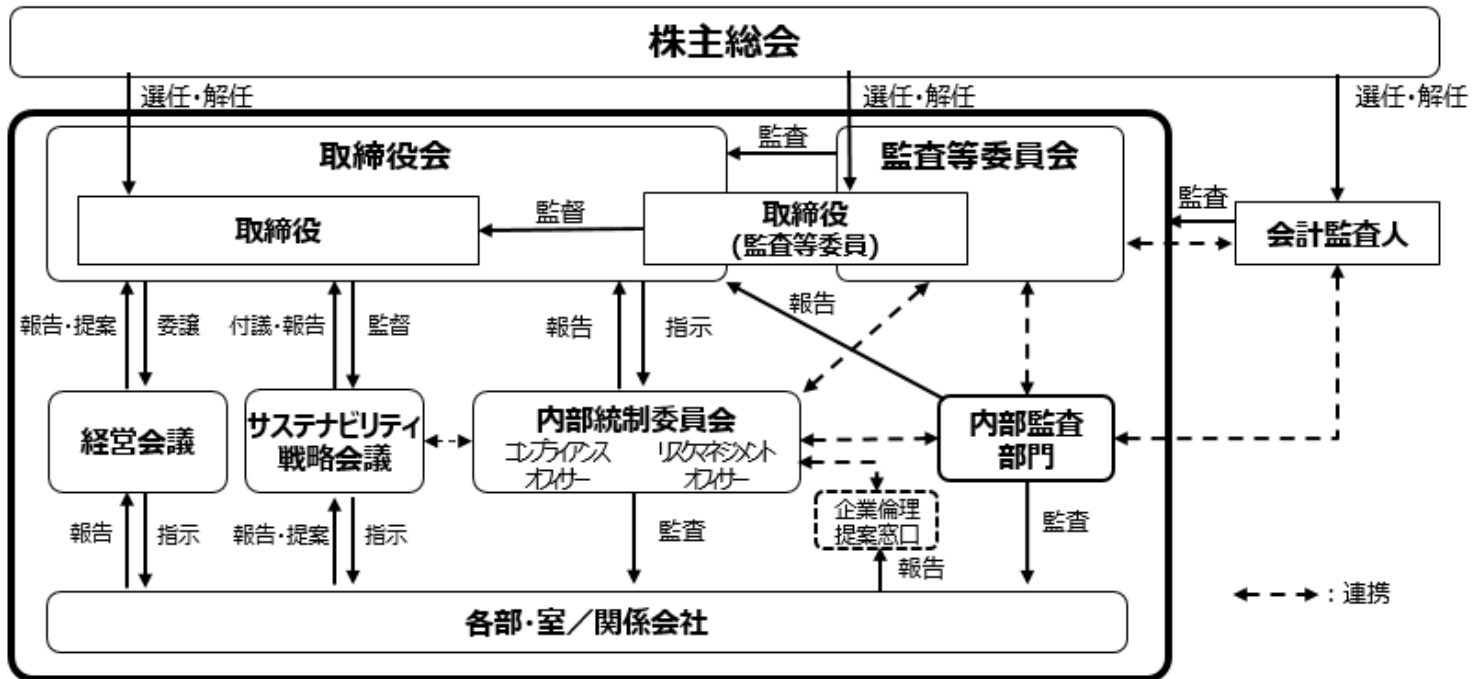 株主総会
選任・解任
選任・解任
選任・解任
取締役会
監査
監査等委員会
取締役
監督
取締役
(監査等委員)
監査
会計監査人
報告・提案
委譲
付議・報告
監督
報告
指示
報告
経営会議
サステナビリティ
戦略会議
内部統制委員会
コンプライアンス
オフィサー
リスクマネジメント
オフィサー
内部監査
部門
企業倫理
提案窓口
報告
指示
報告・提案
指示
監査
報告
監査
各部・室／関係会社
：連携